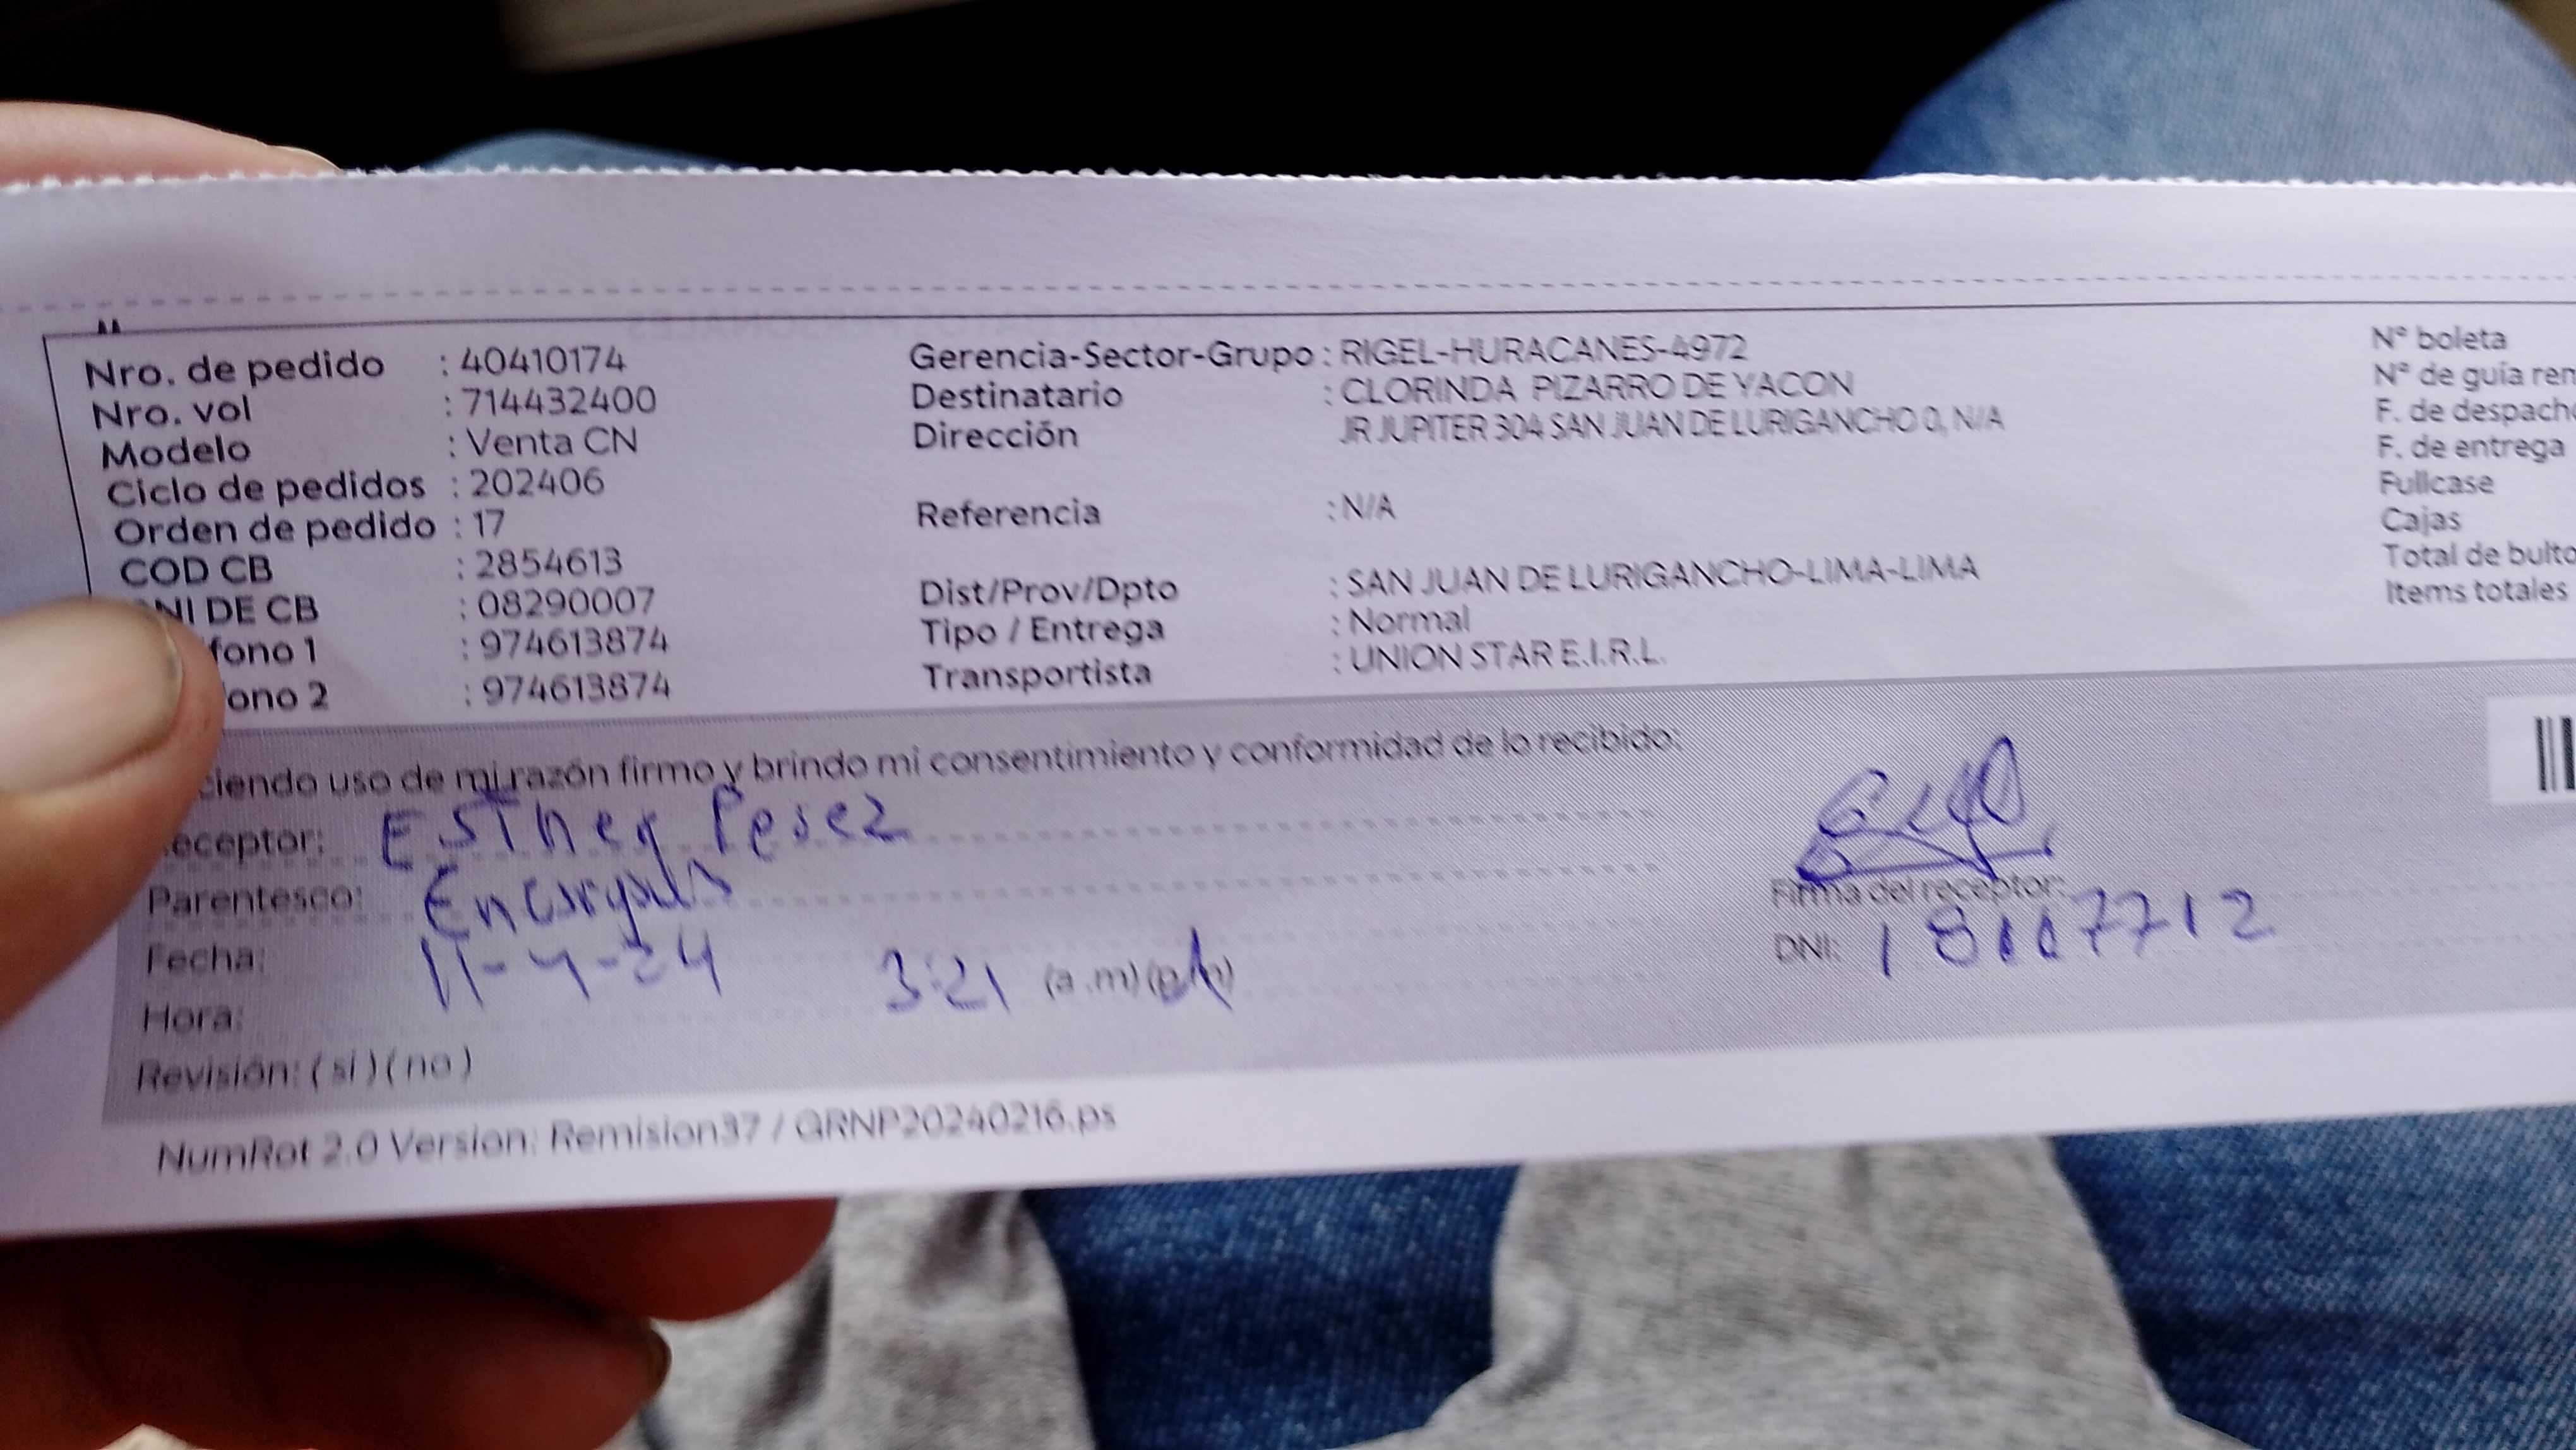 Nro. de pedido : 40410174
Nro. vol : 714432400
Modelo : Venta CN
Ciclo de pedidos : 202406
Orden de pedido : 17
COD CB : 2854613
NI DE CB : 08290007
fono 1 : 974613874
fono 2 : 974613874
Gerencia-Sector-Grupo : RIGEL-HURACANES-4972
Destinatario : CLORINDA PIZARRO DE YACON
Dirección JR JUPITER 304 SAN JUAN DE LURIGANCHO 0, N/A
Referencia : N/A
Dist/Prov/Dpto : SAN JUAN DE LURIGANCHO-LIMA-LIMA
Tipo / Entrega : Normal
Transportista : UNION STAR E.I.R.L.
N° boleta
N° de guía ren
F. de despacho
F. de entrega
Fullcase
Cajas
Total de bulto
Items totales
ciendo uso de mi razón firmo y brindo mi consentimiento y conformidad de lo recibido:
eceptor: Esther Perez
Parentesco:
Fecha: 11-4-24 3:21 (a.m)
Hora:
Revisión: (si) (no)
Firma del receptor:
DNI:
NumRot 2.0 Version: Remision37 / GRNP20240216.ps